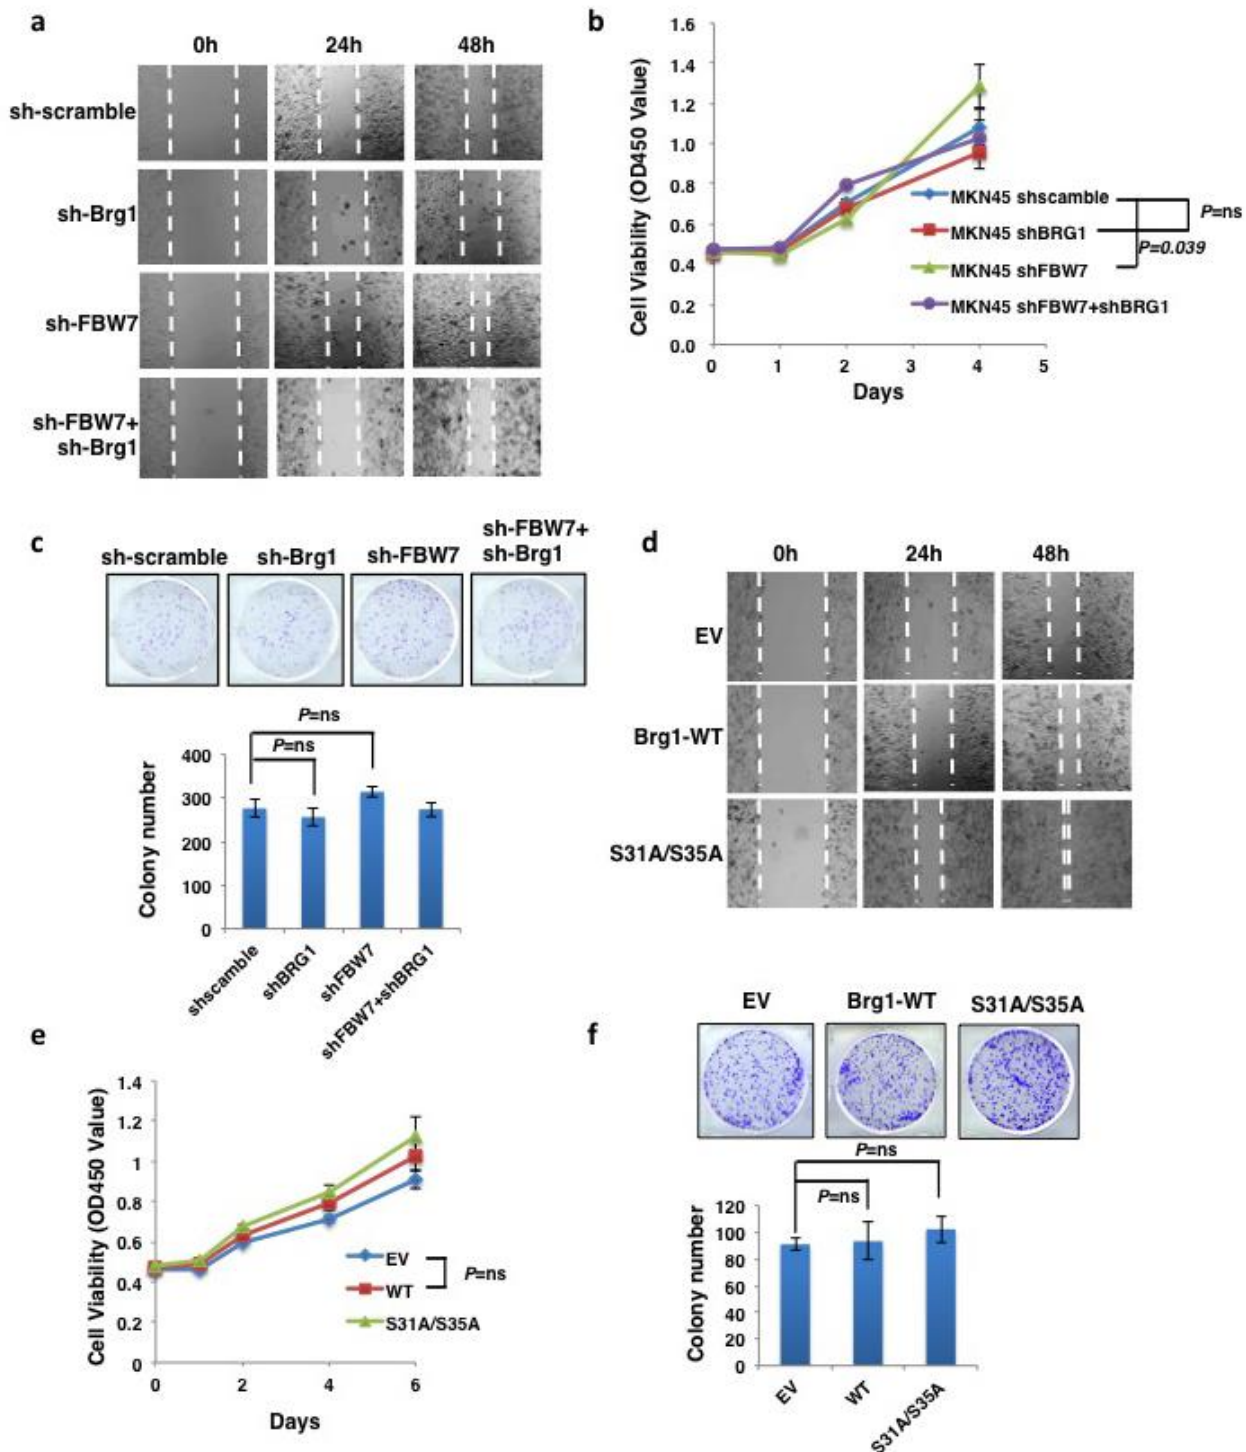 a
0h 24h 48h
sh-scramble
sh-Brg1
sh-FBW7
sh-FBW7+
sh-Brg1
b
1.6
1.4
1.2
1.0
0.8
0.6
0.4
0.2
0.0
Cell Viability (OD450 Value)
MKN45 shscamble
MKN45 shBRG1
MKN45 shFBW7
MKN45 shFBW7+shBRG1
P=ns
P=0.039
0 1 2 3 4 5
Days
c
sh-scramble sh-Brg1 sh-FBW7 sh-FBW7+
sh-Brg1
P=ns
P=ns
400
300
200
100
0
Colony number
shscamble
shBRG1
shFBW7
shFBW7+shBRG1
d
0h 24h 48h
EV
Brg1-WT
S31A/S35A
e
1.4
1.2
1
0.8
0.6
0.4
0.2
0
Cell Viability (OD450 Value)
EV
WT
S31A/S35A
P=ns
0 2 4 6
Days
f
EV Brg1-WT S31A/S35A
P=ns
P=ns
120
100
80
60
40
20
0
Colony number
EV
WT
S31A/S35A